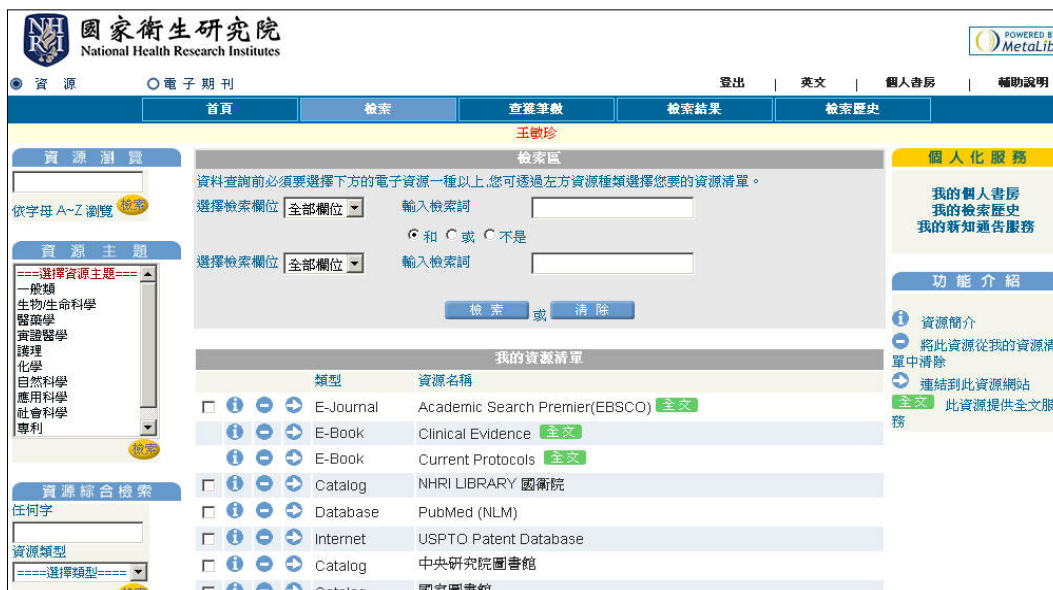 國家衛生研究院
National Health Research Institutes
NHRI
POWERED BY
MetaLib
資 源 電子期刊 登出 | 英文 | 個人書房 | 輔助說明
首頁 檢索 查獲筆數 檢索結果 檢索歷史
王敏珍
資源瀏覽
檢索
依字母 A~Z 瀏覽
資源主題
===選擇資源主題===
一般類
生物/生命科學
醫藥學
實證醫學
護理
化學
自然科學
應用科學
社會科學
專利
檢索
資源綜合檢索
任何字
資源類型
====選擇類型====
檢索區
資料查詢前必須要選擇下方的電子資源一種以上,您可透過左方資源種類選擇您要的資源清單。
選擇檢索欄位 全部欄位 輸入檢索詞
和 或 不是
選擇檢索欄位 全部欄位 輸入檢索詞
檢 索 或 清 除
我的資源清單
類型 資源名稱
E-Journal Academic Search Premier(EBSCO) 全文
E-Book Clinical Evidence 全文
E-Book Current Protocols 全文
Catalog NHRI LIBRARY 國衛院
Database PubMed (NLM)
Internet USPTO Patent Database
Catalog 中央研究院圖書館
Catalog 國家圖書館
個人化服務
我的個人書房
我的檢索歷史
我的新知通告服務
功能介紹
資源簡介
將此資源從我的資源清
單中清除
連結到此資源網站
全文 此資源提供全文服
務